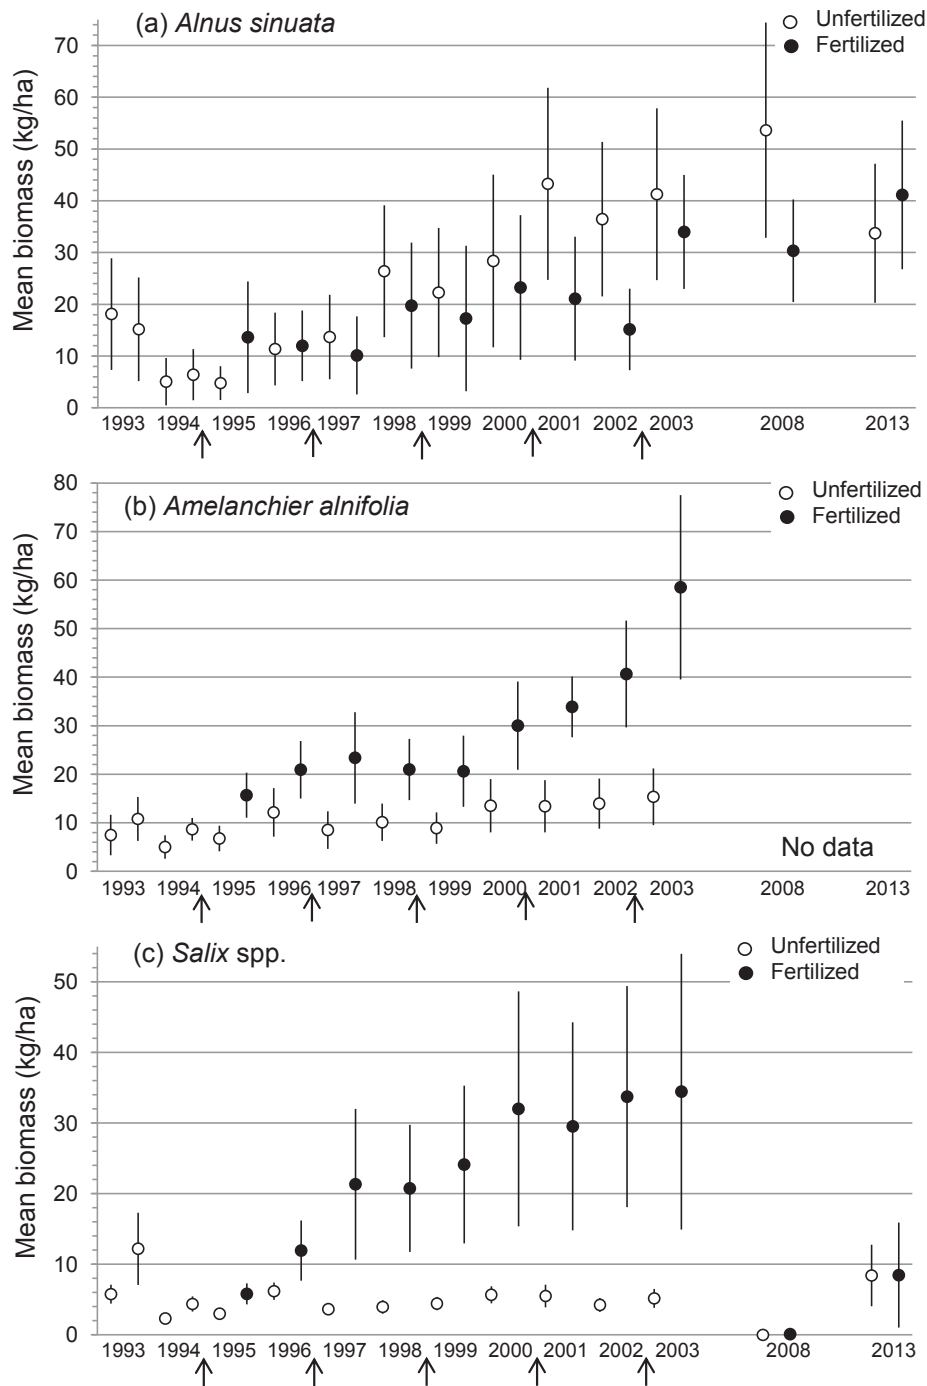 (a) Alnus sinuata
Unfertilized
Fertilized
Mean biomass (kg/ha)
70
60
50
40
30
20
10
0
1993 1994 1995 1996 1997 1998 1999 2000 2001 2002 2003 2008 2013
(b) Amelanchier alnifolia
Unfertilized
Fertilized
Mean biomass (kg/ha)
80
70
60
50
40
30
20
10
0
No data
1993 1994 1995 1996 1997 1998 1999 2000 2001 2002 2003 2008 2013
(c) Salix spp.
Unfertilized
Fertilized
Mean biomass (kg/ha)
50
40
30
20
10
0
1993 1994 1995 1996 1997 1998 1999 2000 2001 2002 2003 2008 2013